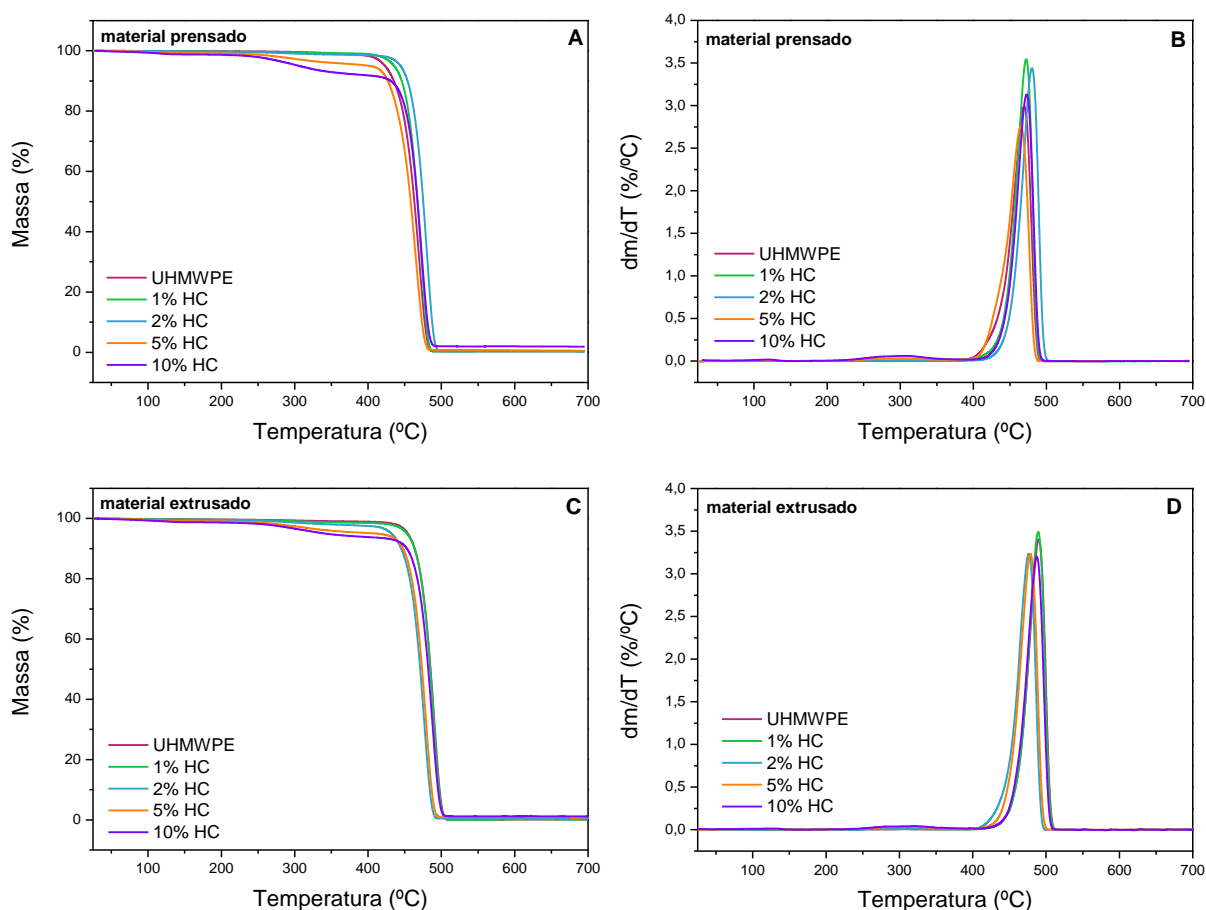 material prensado
A
100
80
60
40
20
0
Massa (%)
UHMWPE
1% HC
2% HC
5% HC
10% HC
100
200
300
400
500
600
700
Temperatura (ºC)
material prensado
B
4,0
3,5
3,0
2,5
2,0
1,5
1,0
0,5
0,0
dm/dT (%/ºC)
UHMWPE
1% HC
2% HC
5% HC
10% HC
100
200
300
400
500
600
700
Temperatura (ºC)
material extrusado
C
100
80
60
40
20
0
Massa (%)
UHMWPE
1% HC
2% HC
5% HC
10% HC
100
200
300
400
500
600
700
Temperatura (ºC)
material extrusado
D
4,0
3,5
3,0
2,5
2,0
1,5
1,0
0,5
0,0
dm/dT (%/ºC)
UHMWPE
1% HC
2% HC
5% HC
10% HC
100
200
300
400
500
600
700
Temperatura (ºC)